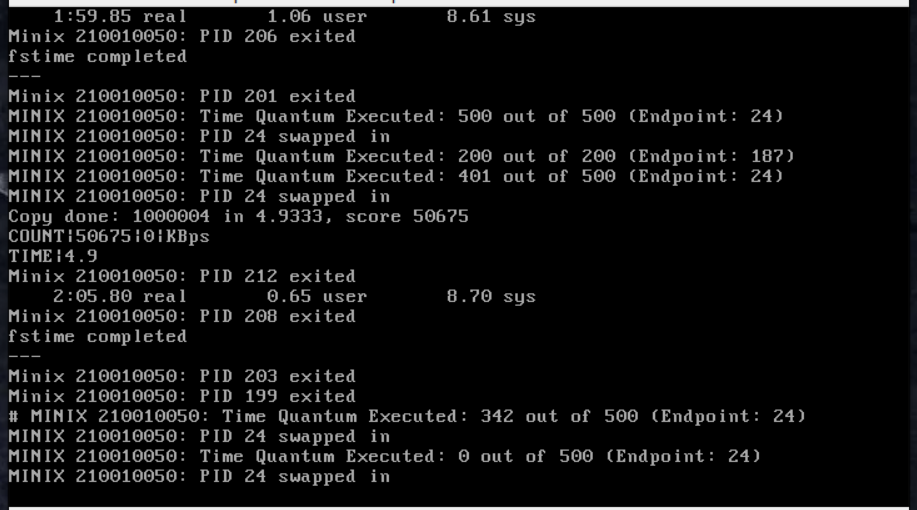 1:59.85 real 1.06 user 8.61 sys
Minix 210010050: PID 206 exited
fstime completed
---
Minix 210010050: PID 201 exited
MINIX 210010050: Time Quantum Executed: 500 out of 500 (Endpoint: 24)
MINIX 210010050: PID 24 swapped in
MINIX 210010050: Time Quantum Executed: 200 out of 200 (Endpoint: 187)
MINIX 210010050: Time Quantum Executed: 401 out of 500 (Endpoint: 24)
MINIX 210010050: PID 24 swapped in
Copy done: 1000004 in 4.9333, score 50675
COUNT|50675|0|KBps
TIME|4.9
Minix 210010050: PID 212 exited
2:05.80 real 0.65 user 8.70 sys
Minix 210010050: PID 208 exited
fstime completed
---
Minix 210010050: PID 203 exited
Minix 210010050: PID 199 exited
# MINIX 210010050: Time Quantum Executed: 342 out of 500 (Endpoint: 24)
MINIX 210010050: PID 24 swapped in
MINIX 210010050: Time Quantum Executed: 0 out of 500 (Endpoint: 24)
MINIX 210010050: PID 24 swapped in